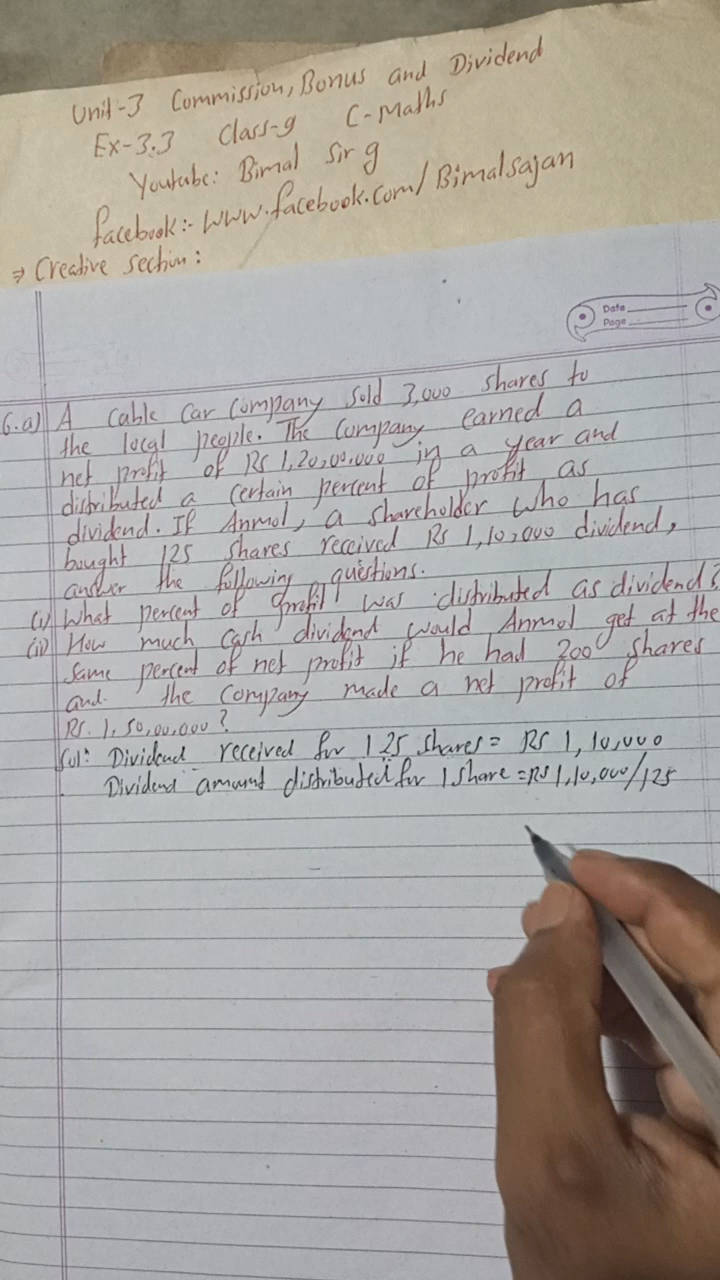 Unit-3 Commission, Bonus and Dividend
Ex-3.3 Class-9 C-Maths
Youtube: Bimal Sir g
facebook:- www.facebook.com/Bimalsajan
⇒ Creative section:
Date
Page
6.a) A Cable Car Company sold 3,000 shares to
the local people. The Company earned a
net profit of Rs 1,20,00,000 in a year and
distributed a certain percent of profit as
dividend. If Anmol, a shareholder who has
bought 125 shares received Rs 1,10,000 dividend,
answer the following questions.
(i) What percent of profit was distributed as dividend?
(ii) How much cash dividend would Anmol get at the
same percent of net profit if he had 200 shares
and the company made a net profit of
Rs. 1,50,00,000?
Sol: Dividend received for 125 shares = Rs 1,10,000
Dividend amount distributed for 1 share = Rs 1,10,000/125